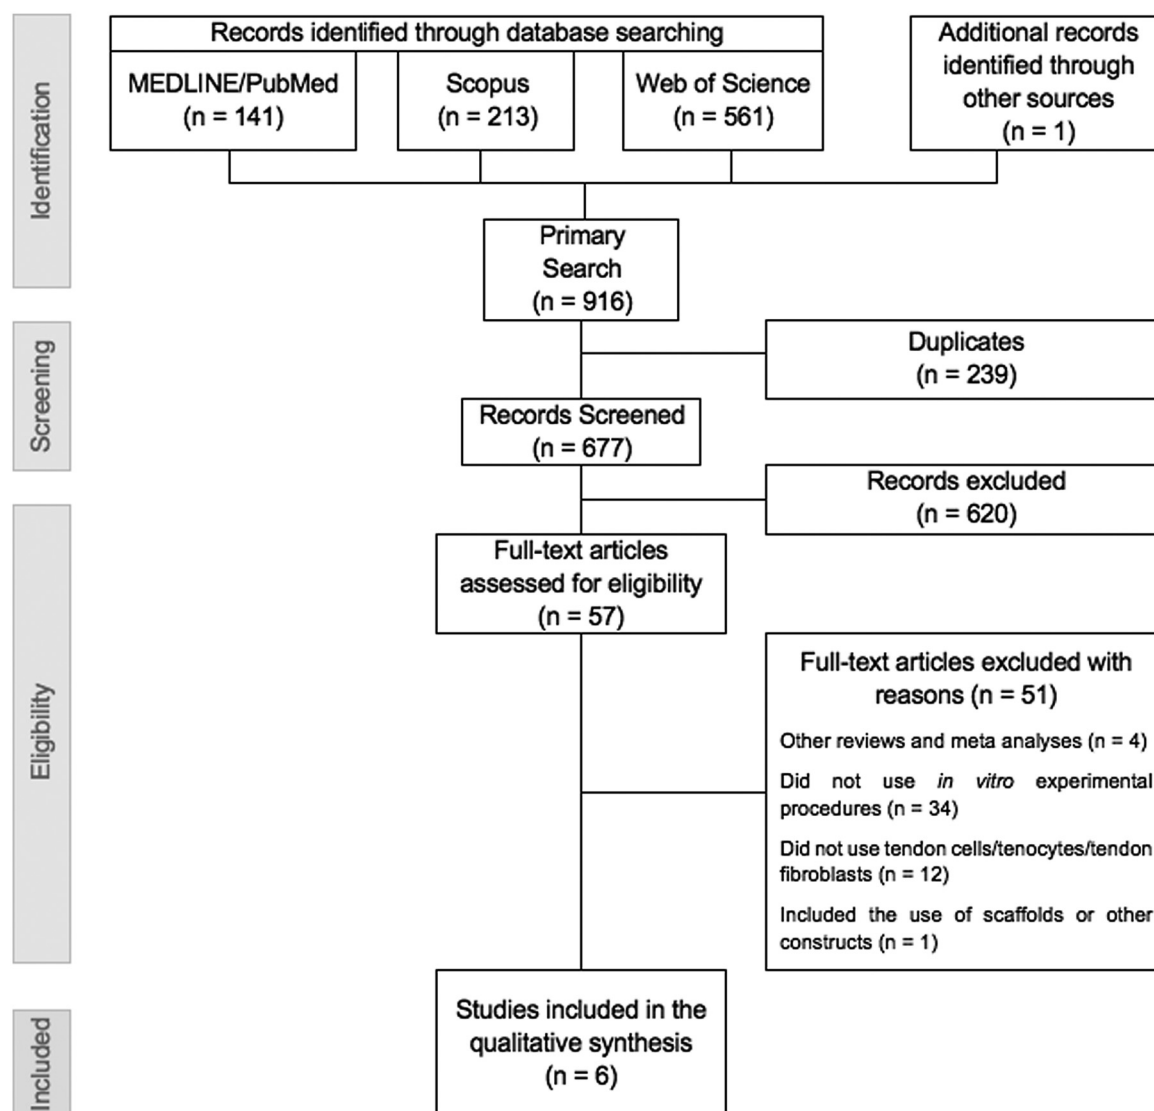 Identification
Records identified through database searching
MEDLINE/PubMed
(n = 141)
Scopus
(n = 213)
Web of Science
(n = 561)
Additional records
identified through
other sources
(n = 1)
Primary
Search
(n = 916)
Screening
Duplicates
(n = 239)
Records Screened
(n = 677)
Records excluded
(n = 620)
Eligibility
Full-text articles
assessed for eligibility
(n = 57)
Full-text articles excluded with
reasons (n = 51)
Other reviews and meta analyses (n = 4)
Did not use in vitro experimental
procedures (n = 34)
Did not use tendon cells/tenocytes/tendon
fibroblasts (n = 12)
Included the use of scaffolds or other
constructs (n = 1)
Included
Studies included in the
qualitative synthesis
(n = 6)